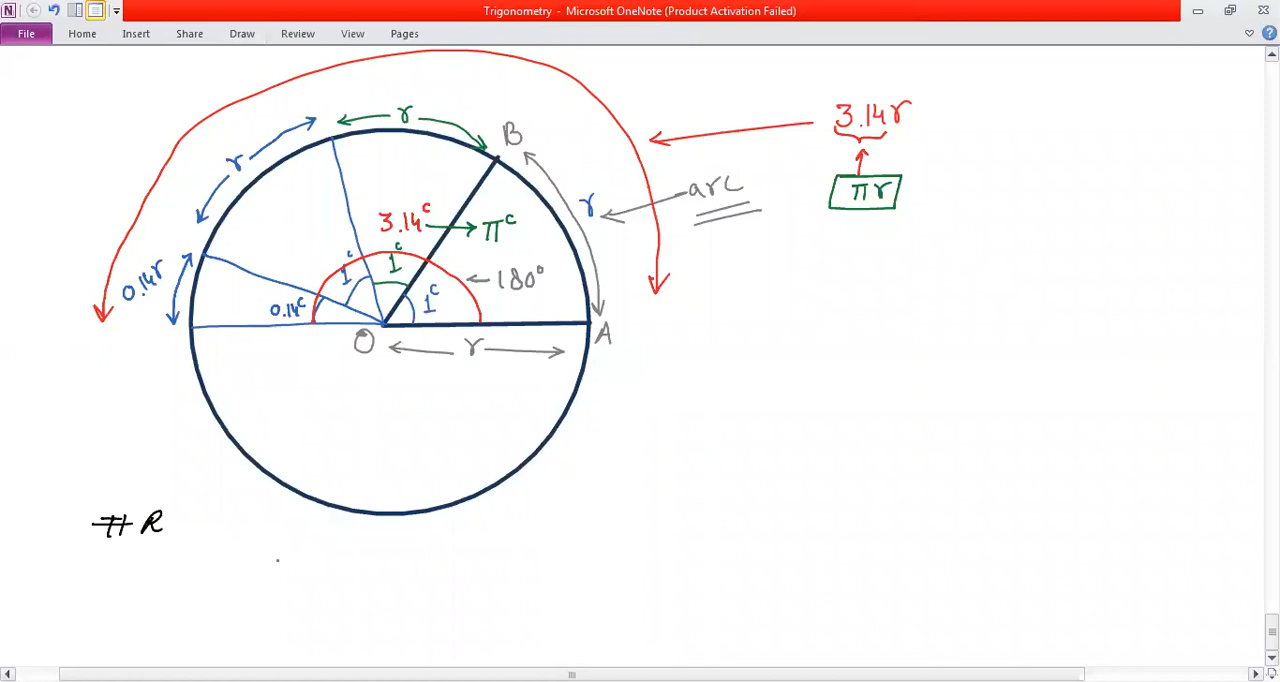 Trigonometry - Microsoft OneNote (Product Activation Failed)
File Home Insert Share Draw Review View Pages
r
3.14r
B
r
πr
arc
r
3.14ᶜ
πᶜ
1ᶜ
1ᶜ
180°
0.14r
0.14ᶜ
1ᶜ
O
r
A
# R